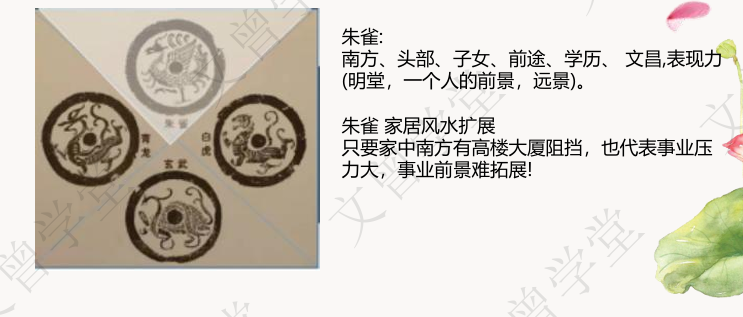 朱雀:
南方、头部、子女、前途、学历、 文昌,表现力
(明堂，一个人的前景，远景)。
朱雀 家居风水扩展
只要家中南方有高楼大厦阻挡，也代表事业压
力大，事业前景难拓展!
朱雀
青龙
白虎
玄武
文曾学堂
文曾学堂
文曾学堂
文曾学堂